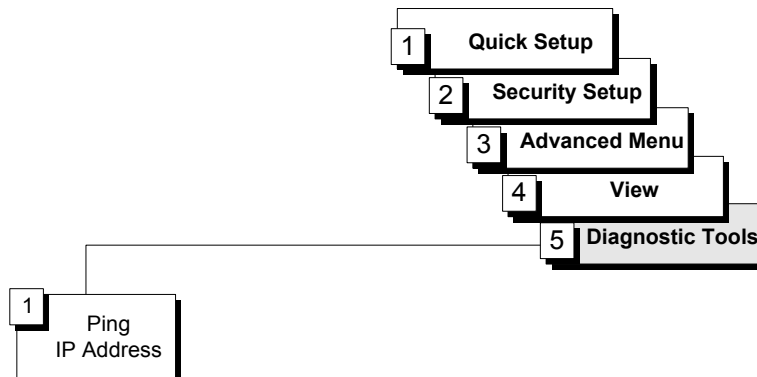 1 Quick Setup
2 Security Setup
3 Advanced Menu
4 View
5 Diagnostic Tools
1 Ping
IP Address